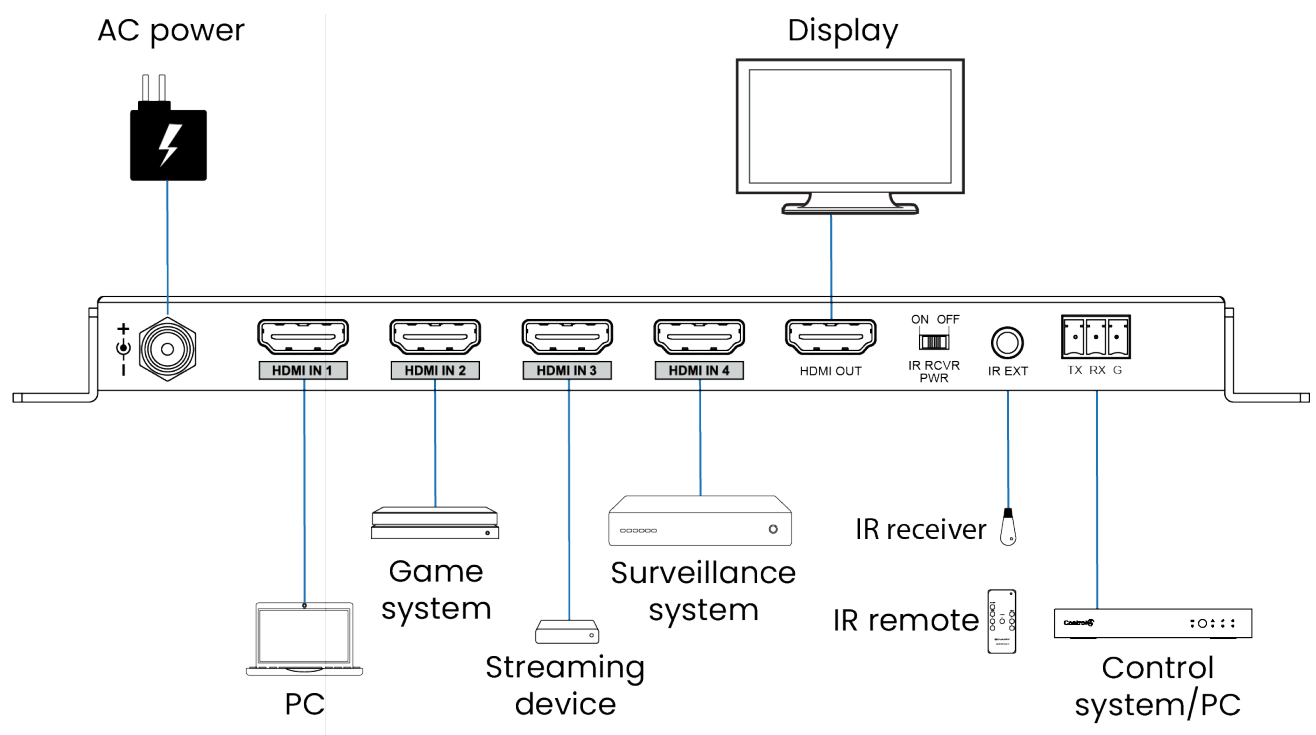 AC power
Display
+
-
HDMI IN 1
HDMI IN 2
HDMI IN 3
HDMI IN 4
HDMI OUT
ON OFF
IR RCVR
PWR
IR EXT
TX RX G
Game
system
Surveillance
system
IR receiver
IR remote
Control4
Streaming
device
PC
Control
system/PC